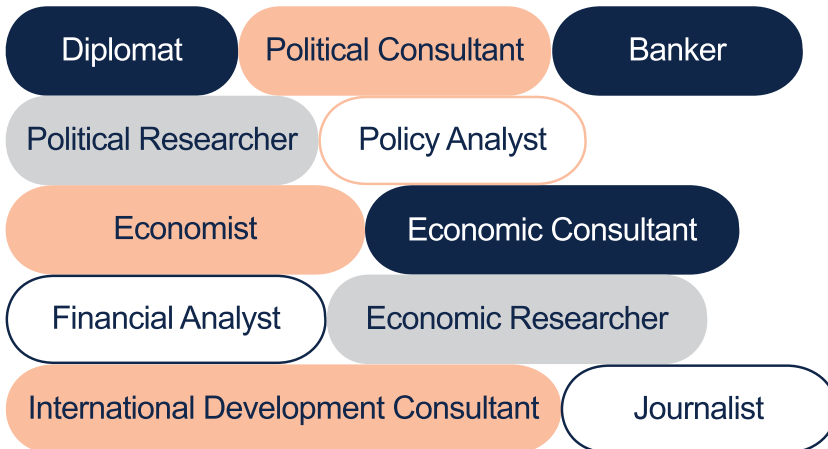 Diplomat Political Consultant Banker
Political Researcher Policy Analyst
Economist Economic Consultant
Financial Analyst Economic Researcher
International Development Consultant Journalist